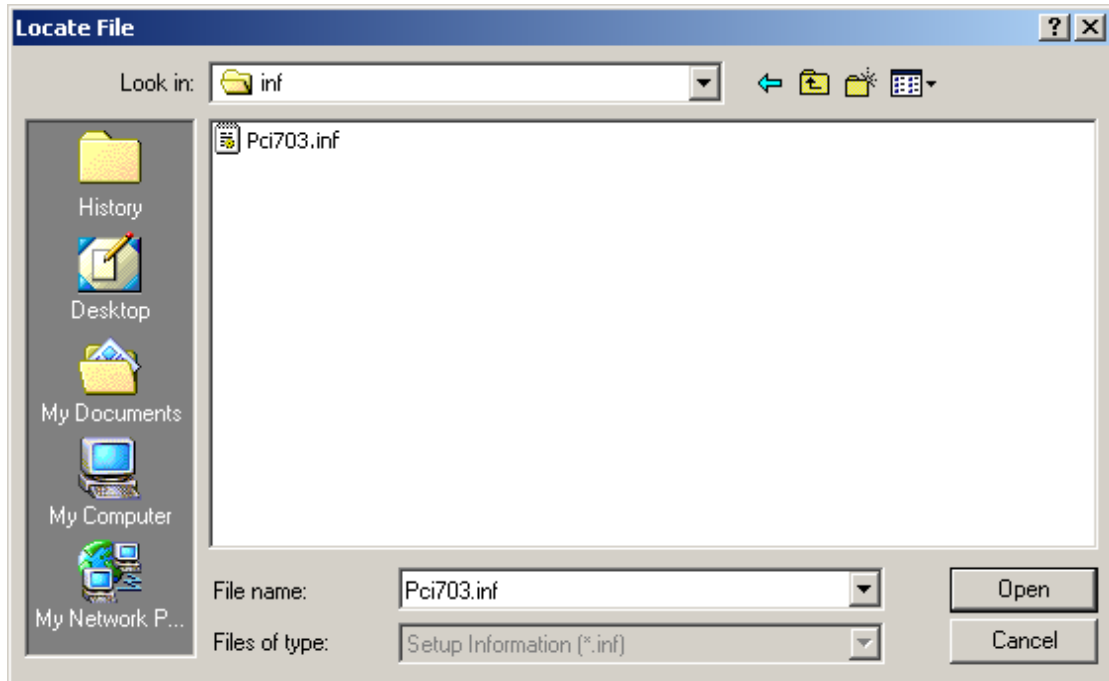 Locate File
Look in: inf
Pci703.inf
History
Desktop
My Documents
My Computer
My Network P...
File name: Pci703.inf Open
Files of type: Setup Information (*.inf) Cancel